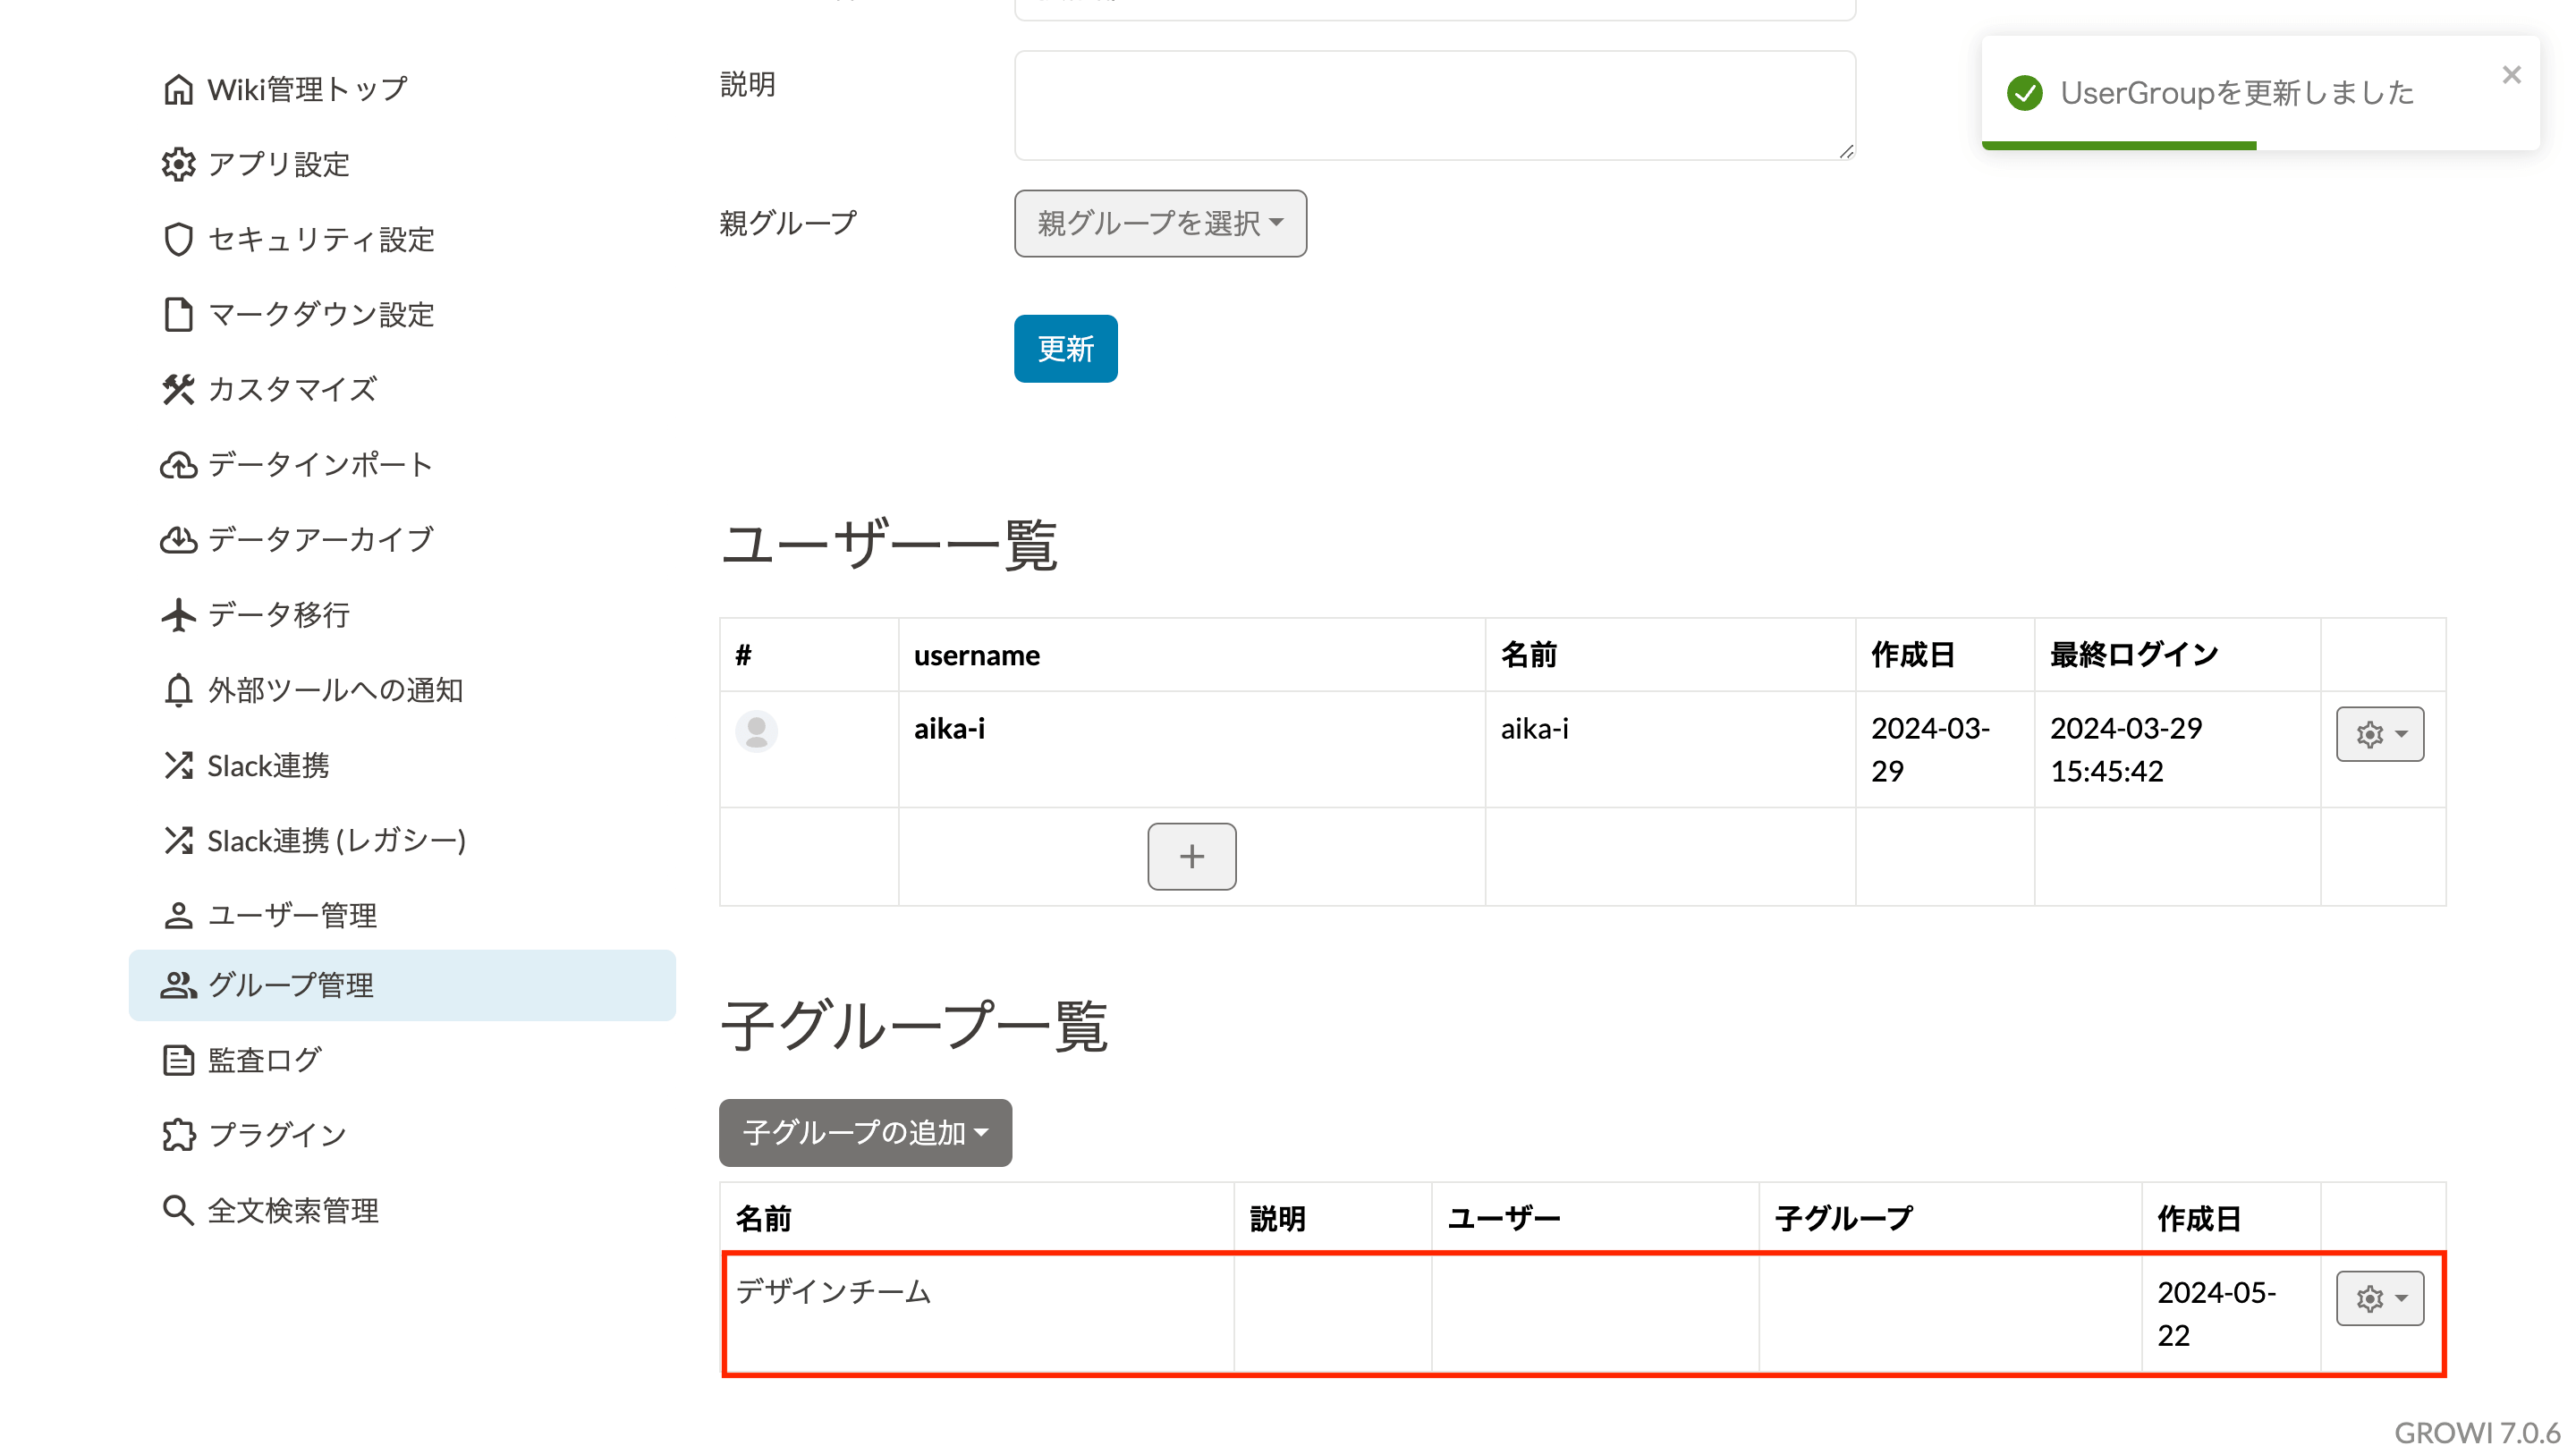 Wiki管理トップ
アプリ設定
セキュリティ設定
マークダウン設定
カスタマイズ
データインポート
データアーカイブ
データ移行
外部ツールへの通知
Slack連携
Slack連携 (レガシー)
ユーザー管理
グループ管理
監査ログ
プラグイン
全文検索管理
説明
親グループ
親グループを選択
更新
UserGroupを更新しました
ユーザー一覧
# username 名前 作成日 最終ログイン
aika-i aika-i 2024-03- 2024-03-29
29 15:45:42
+
子グループ一覧
子グループの追加
名前 説明 ユーザー 子グループ 作成日
デザインチーム 2024-05-
22
GROWI 7.0.6